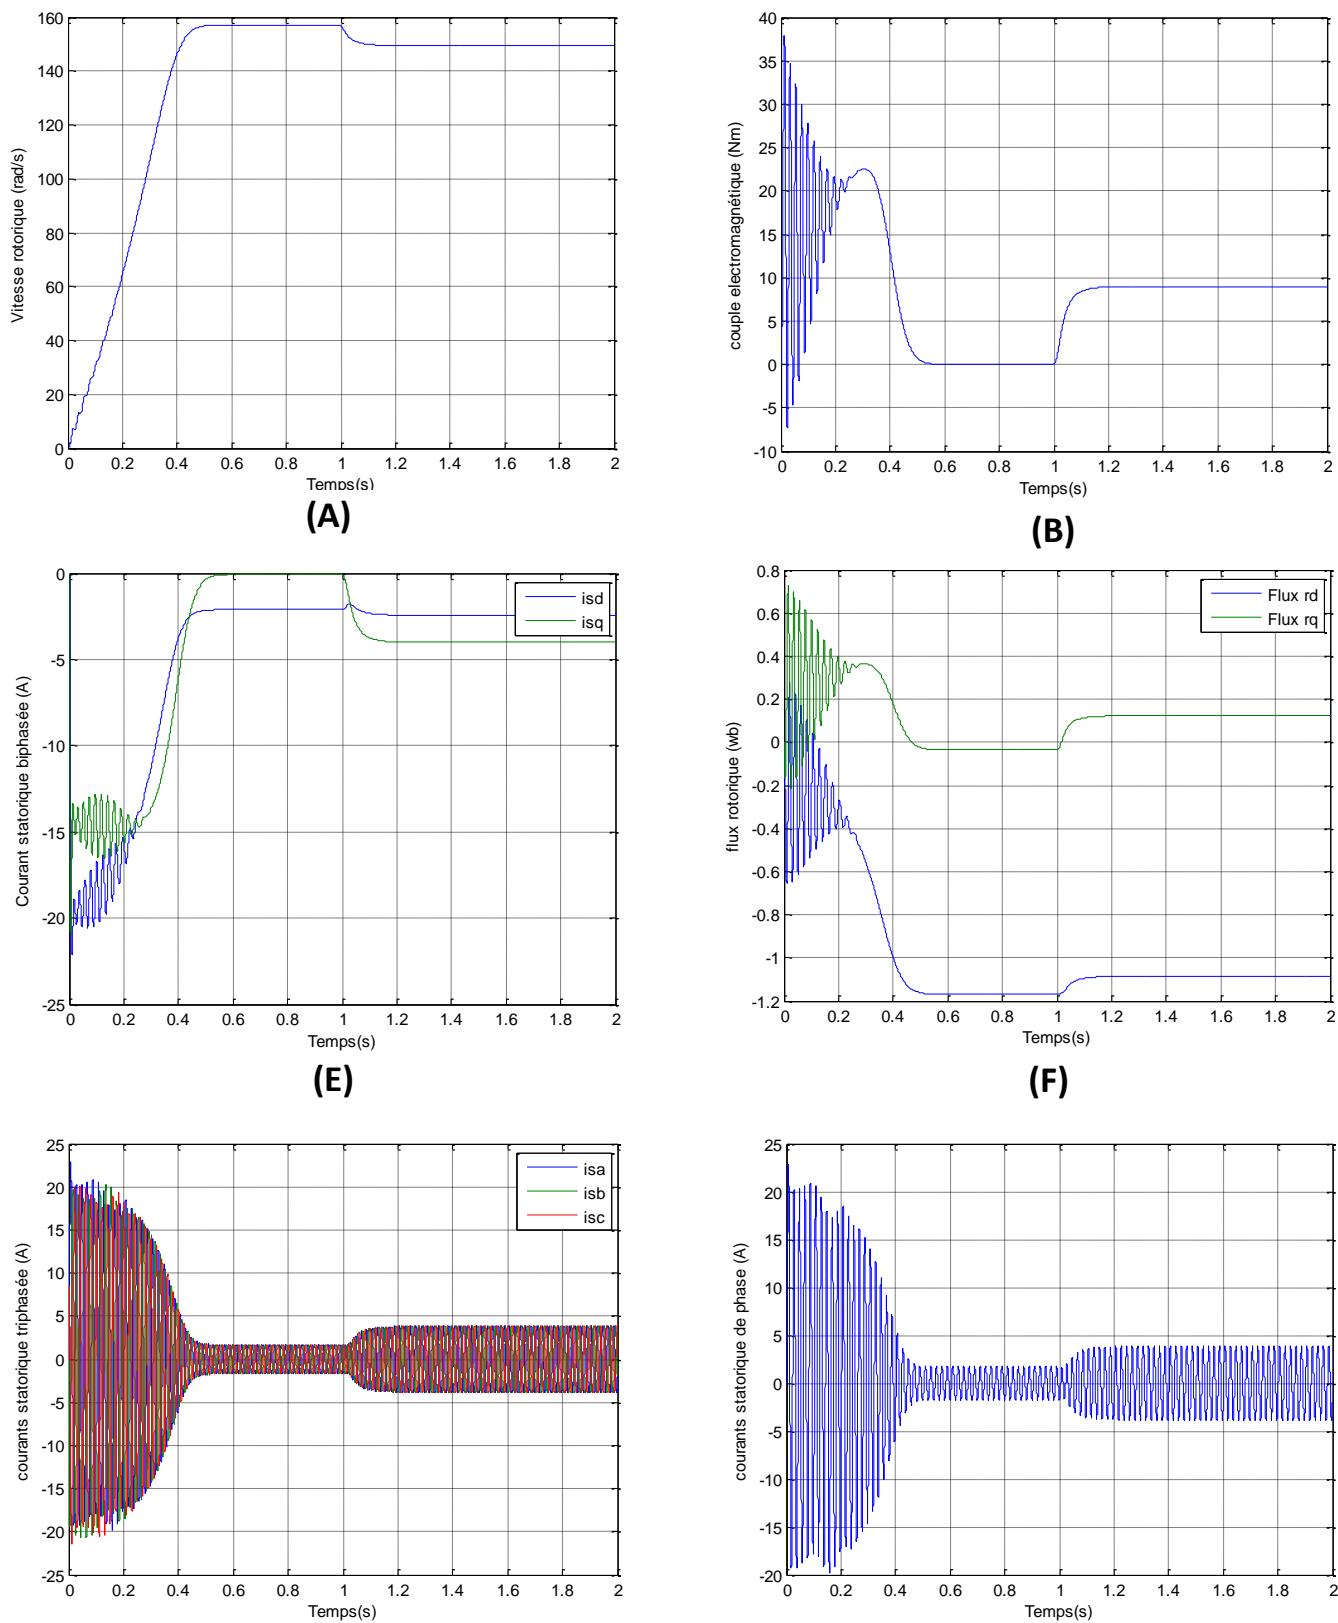 Vitesse rotorique (rad/s)
160
140
120
100
80
60
40
20
0
0 0.2 0.4 0.6 0.8 1 1.2 1.4 1.6 1.8 2
Temps(s)
(A)
couple electromagnétique (Nm)
40
35
30
25
20
15
10
5
0
-5
-10
0 0.2 0.4 0.6 0.8 1 1.2 1.4 1.6 1.8 2
Temps(s)
(B)
Courant statorique biphasée (A)
0
-5
-10
-15
-20
-25
isd
isq
0 0.2 0.4 0.6 0.8 1 1.2 1.4 1.6 1.8 2
Temps(s)
(E)
flux rotorique (wb)
0.8
0.6
0.4
0.2
0
-0.2
-0.4
-0.6
-0.8
-1
-1.2
Flux rd
Flux rq
0 0.2 0.4 0.6 0.8 1 1.2 1.4 1.6 1.8 2
Temps(s)
(F)
courants statorique triphasée (A)
25
20
15
10
5
0
-5
-10
-15
-20
-25
isa
isb
isc
0 0.2 0.4 0.6 0.8 1 1.2 1.4 1.6 1.8 2
Temps(s)
courants statorique de phase (A)
25
20
15
10
5
0
-5
-10
-15
-20
0 0.2 0.4 0.6 0.8 1 1.2 1.4 1.6 1.8 2
Temps(s)